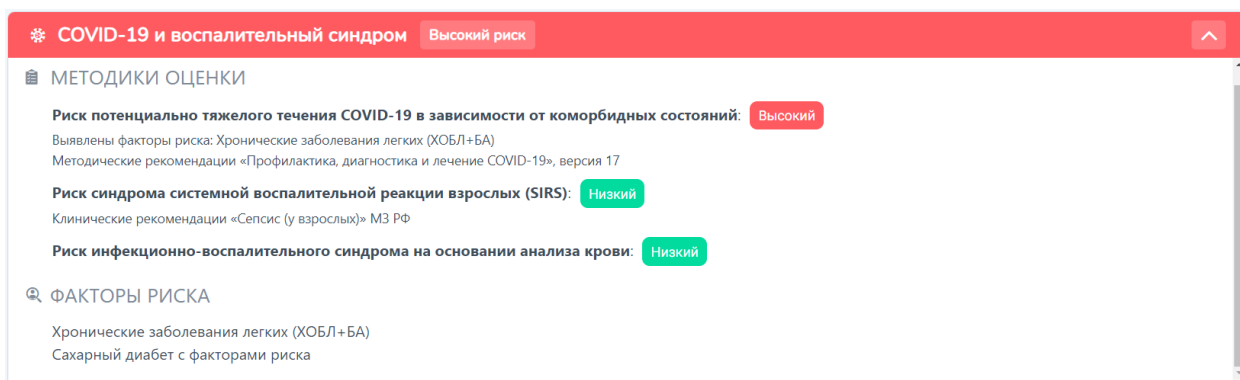 COVID-19 и воспалительный синдром Высокий риск
МЕТОДИКИ ОЦЕНКИ
Риск потенциально тяжелого течения COVID-19 в зависимости от коморбидных состояний: Высокий
Выявлены факторы риска: Хронические заболевания легких (ХОБЛ+БА)
Методические рекомендации «Профилактика, диагностика и лечение COVID-19», версия 17
Риск синдрома системной воспалительной реакции взрослых (SIRS): Низкий
Клинические рекомендации «Сепсис (у взрослых)» МЗ РФ
Риск инфекционно-воспалительного синдрома на основании анализа крови: Низкий
ФАКТОРЫ РИСКА
Хронические заболевания легких (ХОБЛ+БА)
Сахарный диабет с факторами риска